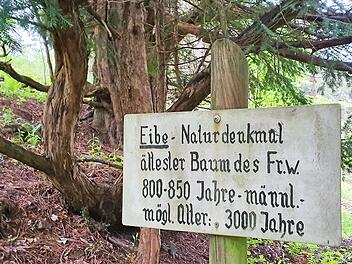 Eibe - Naturdenkmal
ältester Baum des Fr.w.
800-850 Jahre - männl.-
mögl. Alter: 3000 Jahre